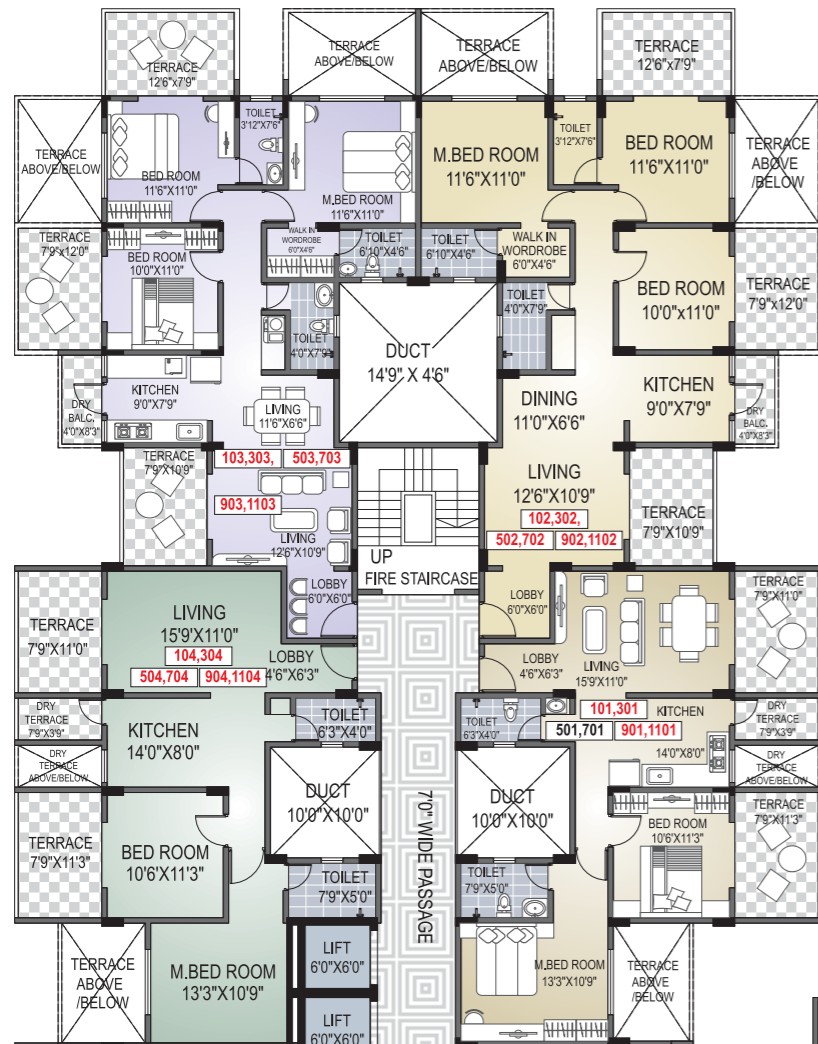 TERRACE
12'6"x7'9"
TERRACE
ABOVE/BELOW
TERRACE
ABOVE/BELOW
TERRACE
12'6"x7'9"
TERRACE
ABOVE/BELOW
BED ROOM
11'6"X11'0"
TOILET
3'12"X7'6"
M.BED ROOM
11'6"X11'0"
M.BED ROOM
11'6"X11'0"
TOILET
3'12"X7'6"
BED ROOM
11'6"X11'0"
TERRACE
ABOVE
/BELOW
TERRACE
7'9"x12'0"
BED ROOM
10'0"X11'0"
WALK IN
WORDROBE
6'0"X4'6"
TOILET
6'10"X4'6"
TOILET
6'10"X4'6"
WALK IN
WORDROBE
6'0"X4'6"
BED ROOM
10'0"x11'0"
TERRACE
7'9"x12'0"
TOILET
4'0"X7'9"
DUCT
14'9" X 4'6"
TOILET
4'0"X7'9"
DRY
BALC.
4'0"X8'3"
KITCHEN
9'0"X7'9"
LIVING
11'6"X6'6"
DINING
11'0"X6'6"
KITCHEN
9'0"X7'9"
DRY
BALC.
4'0"X8'3"
TERRACE
7'9"X10'9"
103,303,
503,703
903,1103
LIVING
12'6"X10'9"
LIVING
12'6"X10'9"
102,302,
502,702
902,1102
TERRACE
7'9"X10'9"
UP
FIRE STAIRCASE
LOBBY
6'0"X6'0"
LOBBY
6'0"X6'0"
TERRACE
7'9"X11'0"
LIVING
15'9'X11'0"
104,304
504,704
904,1104
LOBBY
4'6"X6'3"
LOBBY
4'6"X6'3"
LIVING
15'9'X11'0"
TERRACE
7'9"X11'0"
DRY
TERRACE
7'9"X3'9"
KITCHEN
14'0"X8'0"
TOILET
6'3"X4'0"
TOILET
6'3"X4'0"
101,301
501,701
901,1101
KITCHEN
14'0"X8'0"
DRY
TERRACE
7'9"X3'9"
DRY
TERRACE
ABOVE/BELOW
DRY
TERRACE
ABOVE/BELOW
DUCT
10'0"X10'0"
7'0" WIDE PASSAGE
DUCT
10'0"X10'0"
TERRACE
7'9"X11'3"
BED ROOM
10'6"X11'3"
BED ROOM
10'6"X11'3"
TERRACE
7'9"X11'3"
TOILET
7'9"X5'0"
TOILET
7'9"X5'0"
TERRACE
ABOVE
/BELOW
M.BED ROOM
13'3"X10'9"
LIFT
6'0"X6'0"
M.BED ROOM
13'3"X10'9"
TERRACE
ABOVE
/BELOW
LIFT
6'0"X6'0"